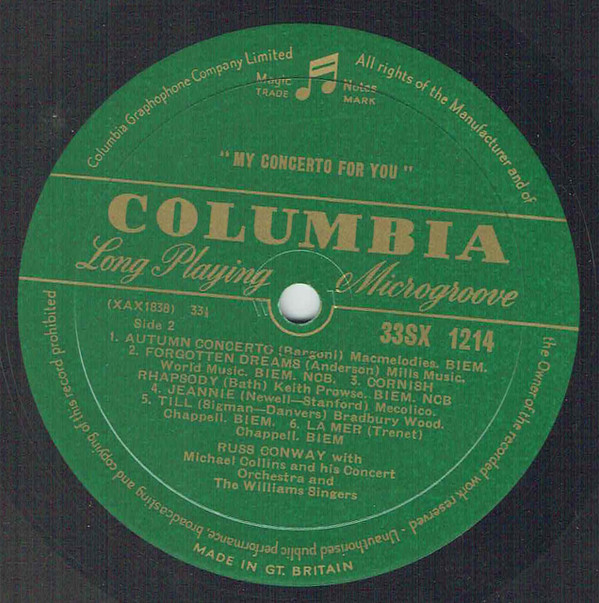 Columbia Graphophone Company Limited
All rights of the Manufacturer and of
the Owner of the recorded work reserved - Unauthorised public performance, broadcasting and copying of this record prohibited
Magic Notes
TRADE MARK
"MY CONCERTO FOR YOU"
COLUMBIA
Long Playing Microgroove
(XAX1838) 33⅓
33SX 1214
Side 2
1. AUTUMN CONCERTO (Bargoni) Macmelodies. BIEM.
2. FORGOTTEN DREAMS (Anderson) Mills Music.
World Music. BIEM. NCB. 3. CORNISH
RHAPSODY (Bath) Keith Prowse. BIEM. NCB
4. JEANNIE (Newell—Stanford) Mecolico.
5. TILL (Sigman—Danvers) Bradbury Wood.
Chappell. BIEM. 6. LA MER (Trenet)
Chappell. BIEM
RUSS CONWAY with
Michael Collins and his Concert
Orchestra and
The Williams Singers
MADE IN GT. BRITAIN